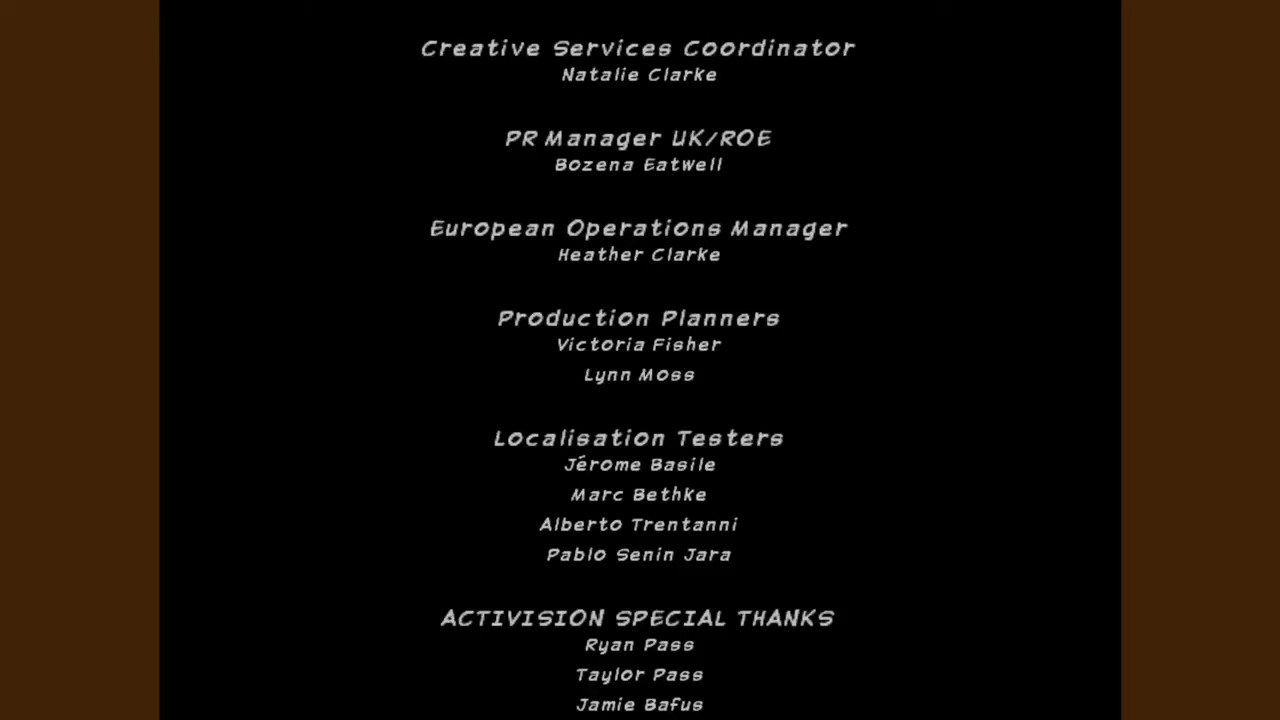 Creative Services Coordinator
Natalie Clarke
PR Manager UK/ROE
Bozena Eatwell
European Operations Manager
Heather Clarke
Production Planners
Victoria Fisher
Lynn Moss
Localisation Testers
Jérome Basile
Marc Bethke
Alberto Trentanni
Pablo Senin Jara
ACTIVISION SPECIAL THANKS
Ryan Pass
Taylor Pass
Jamie Bafus